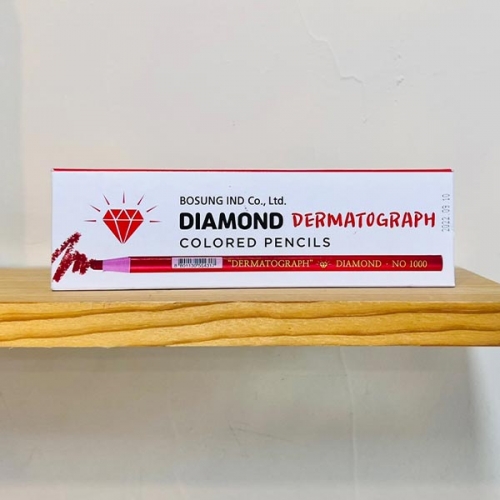 BOSUNG IND Co., Ltd.
DIAMOND DERMATOGRAPH
COLORED PENCILS
"DERMATOGRAPH" DIAMOND - NO 1000
2022 09 10